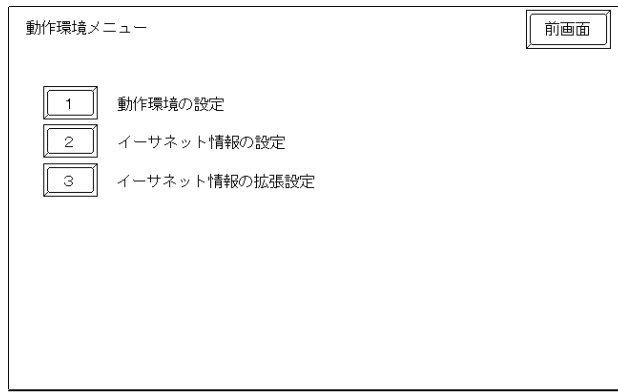 動作環境メニュー 前画面
1 動作環境の設定
2 イーサネット情報の設定
3 イーサネット情報の拡張設定